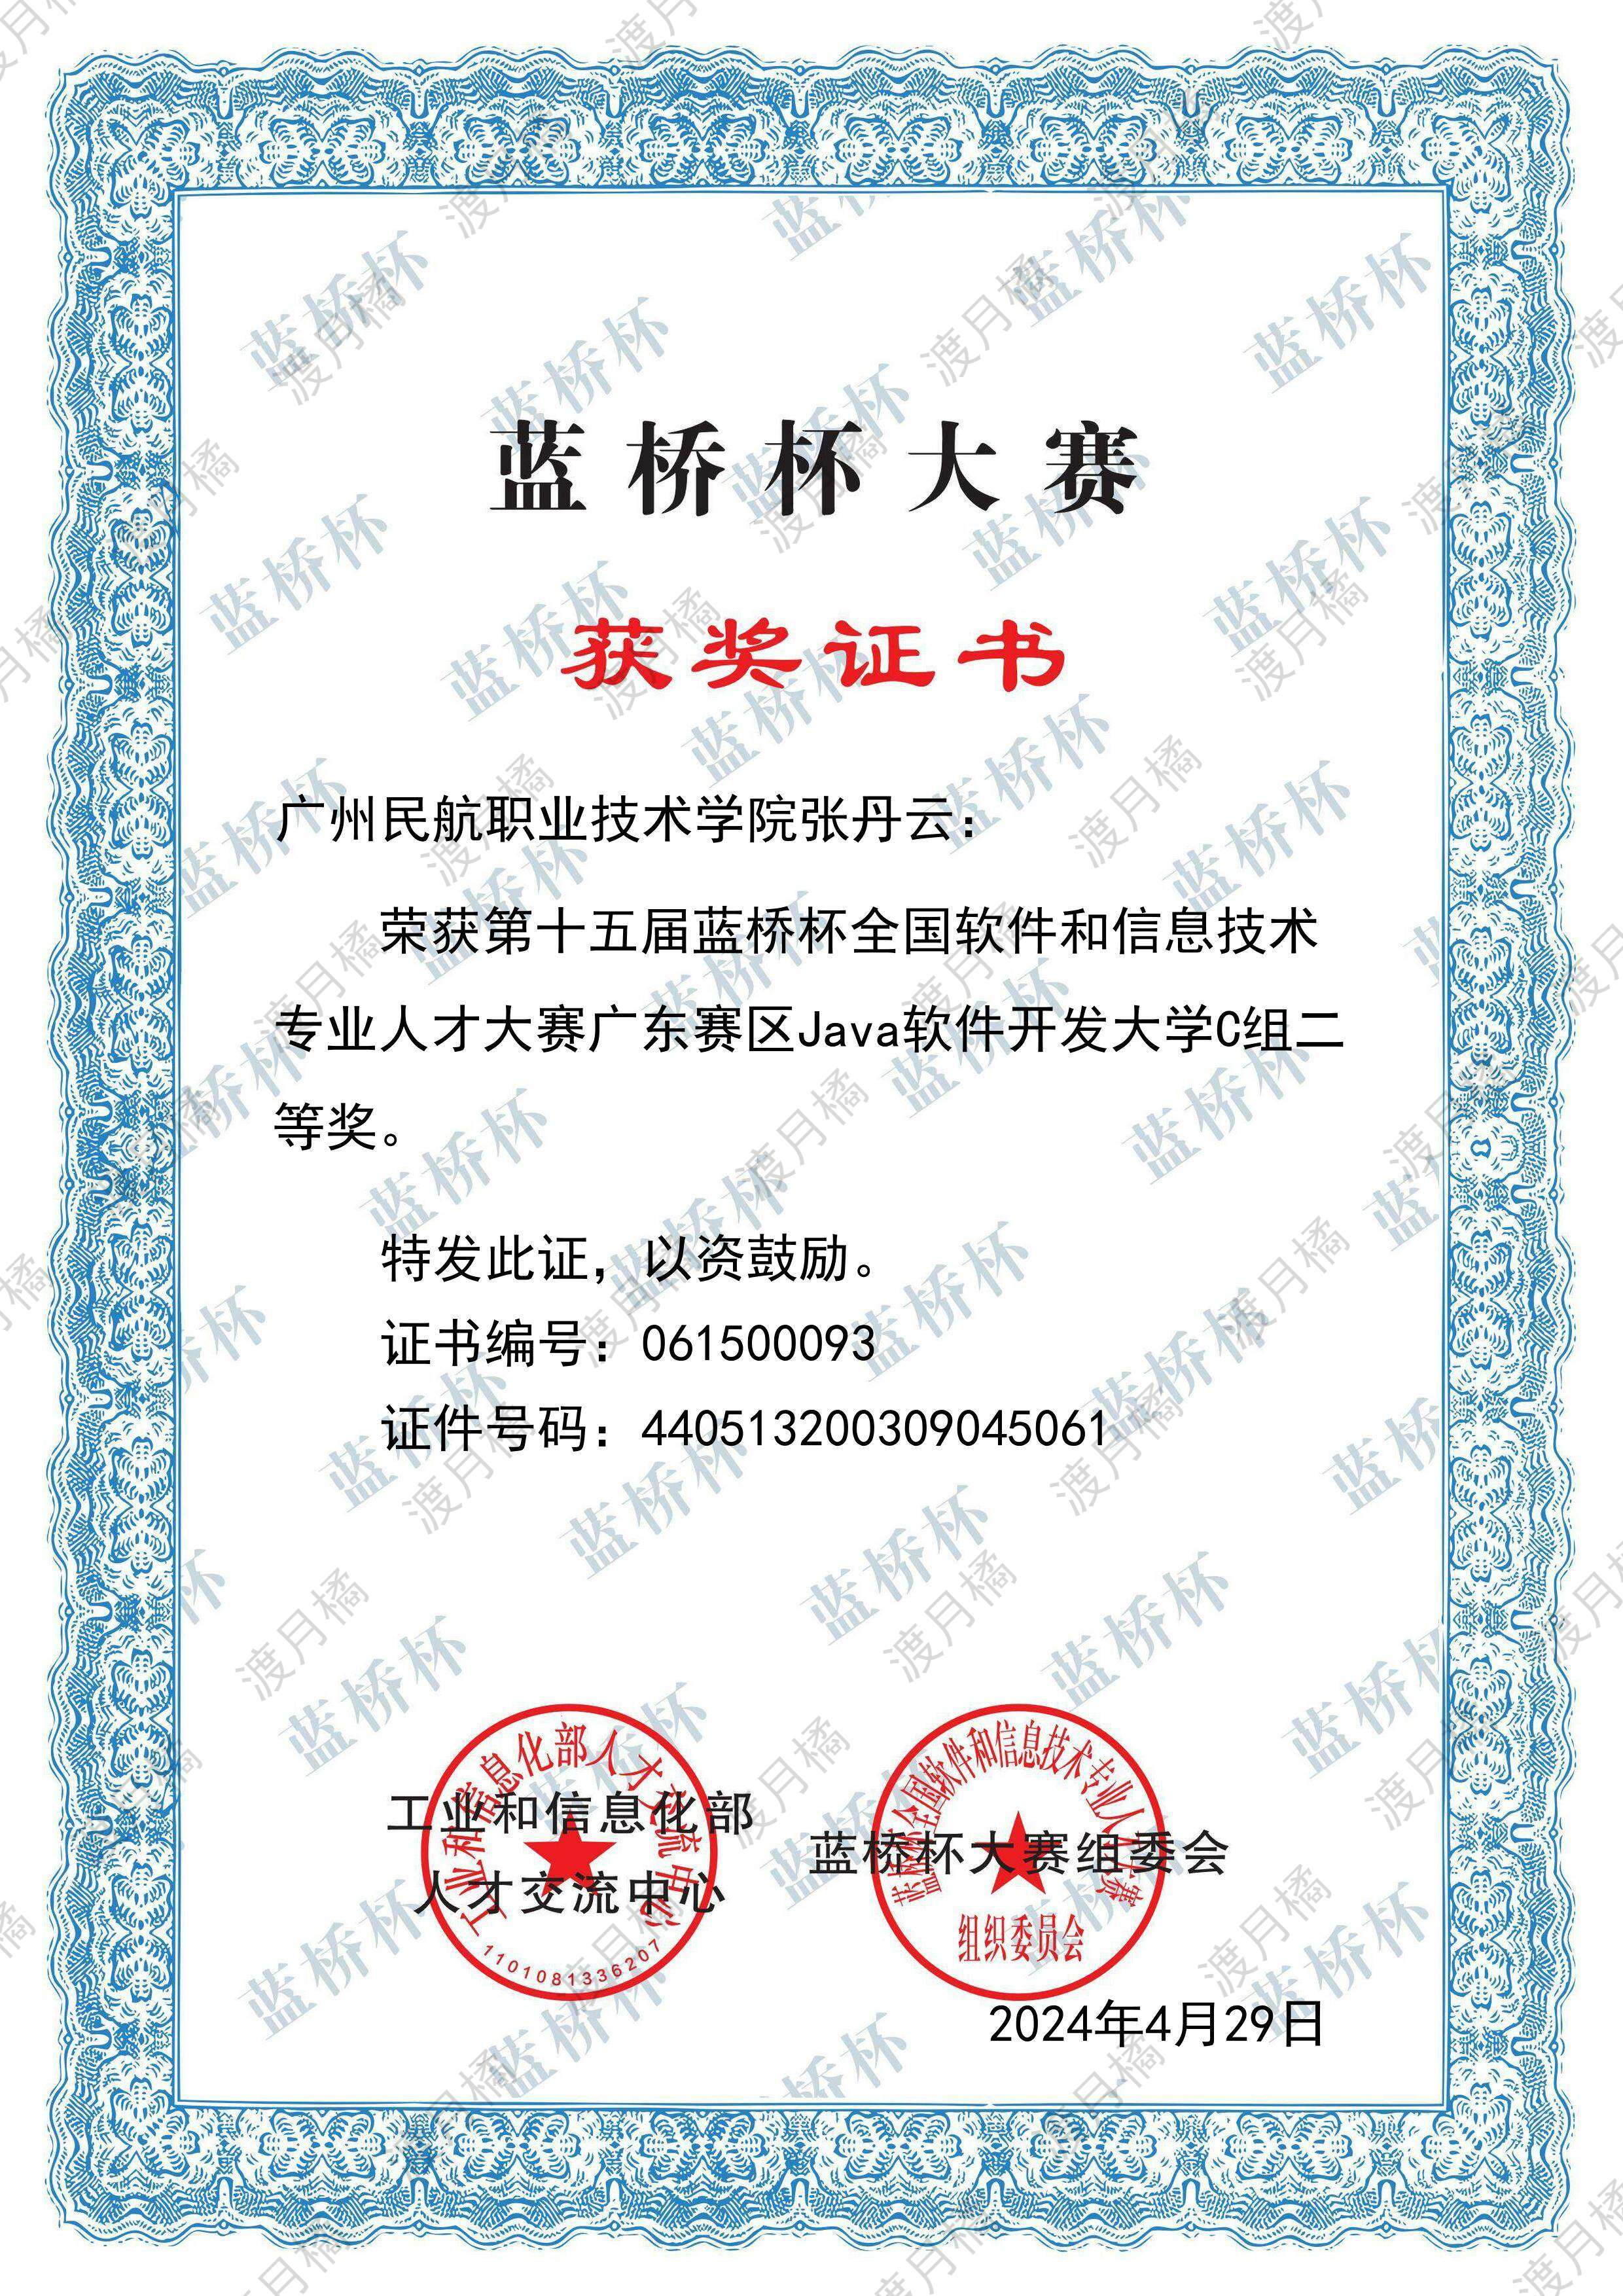 蓝桥杯大赛
获奖证书
广州民航职业技术学院张丹云：
荣获第十五届蓝桥杯全国软件和信息技术
专业人才大赛广东赛区Java软件开发大学C组二
等奖。
特发此证，以资鼓励。
证书编号：061500093
证件号码：440513200309045061
工业和信息化部
人才交流中心
蓝桥杯大赛组委会
工业和信息化部人才交流中心
1101081336207
蓝桥杯全国软件和信息技术专业人才大赛
组织委员会
2024年4月29日
蓝桥杯
渡月橘